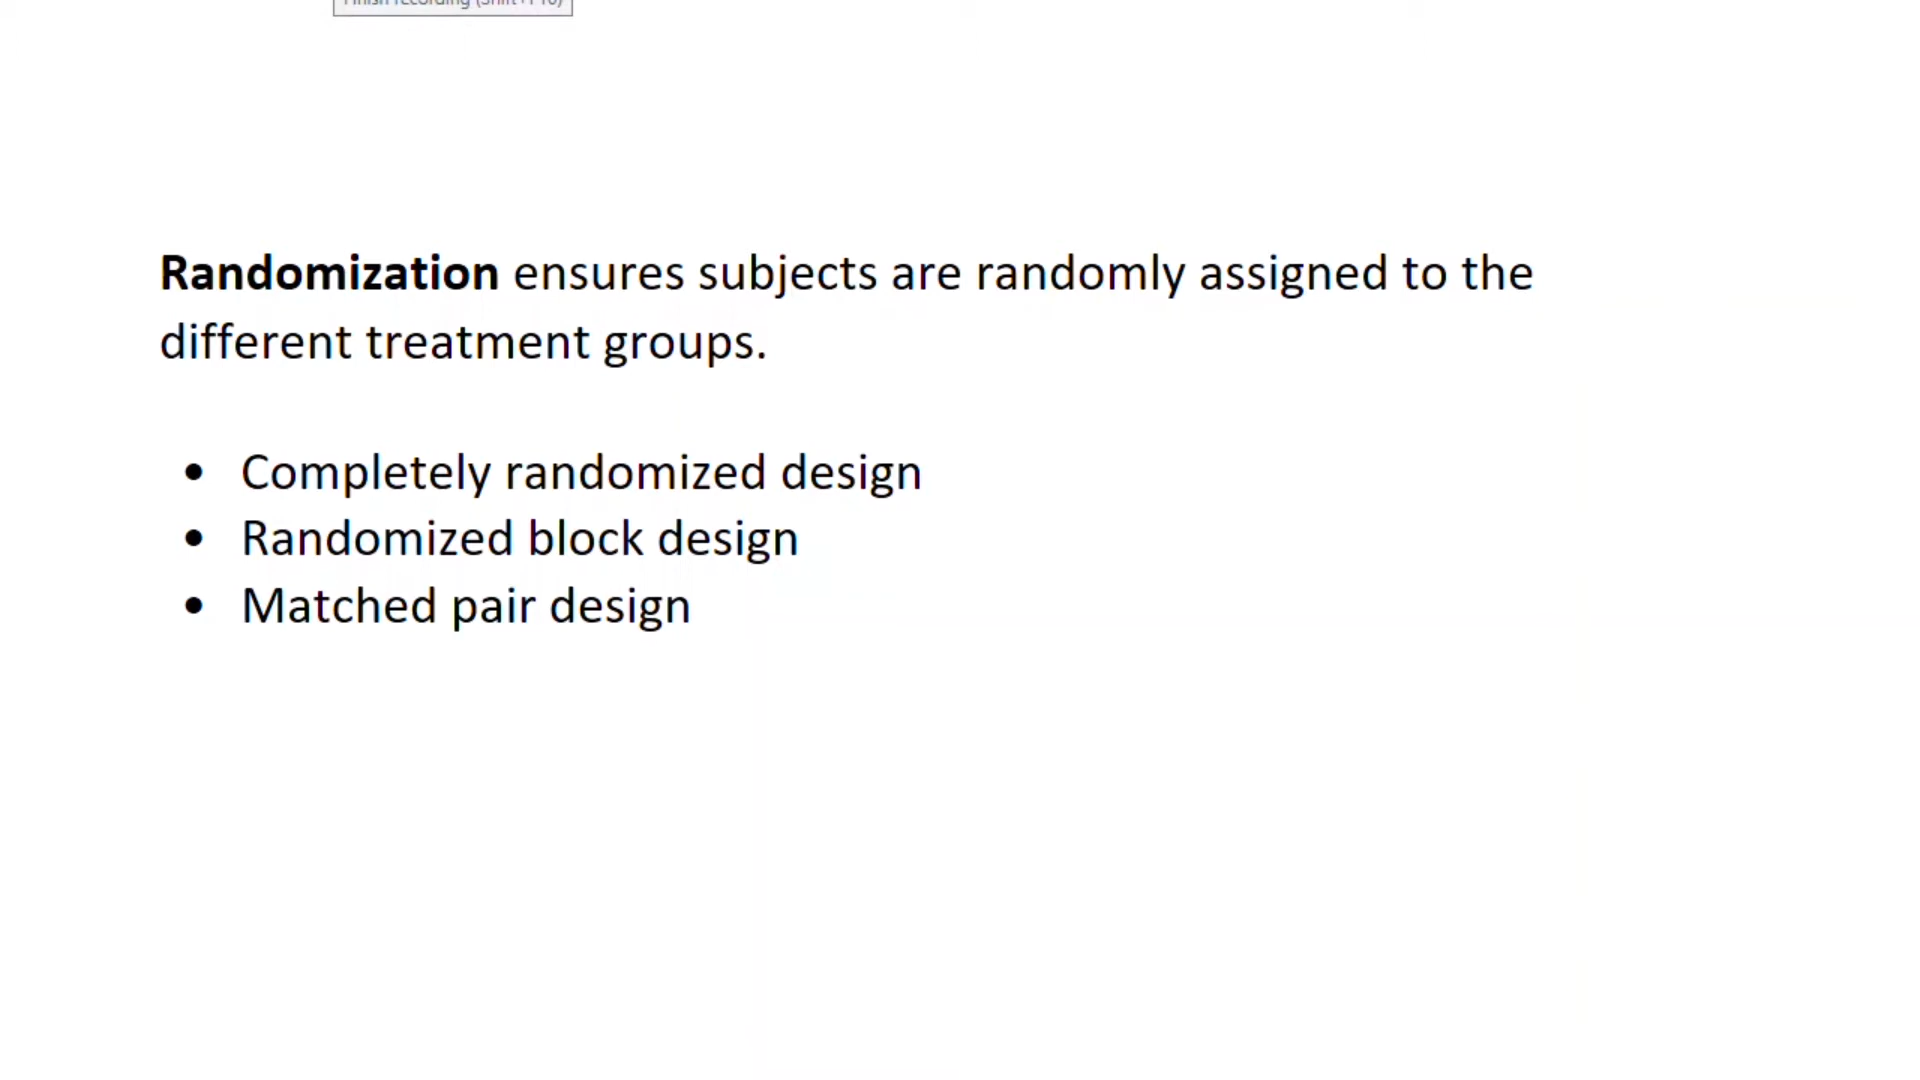 Randomization ensures subjects are randomly assigned to the
different treatment groups.
• Completely randomized design
• Randomized block design
• Matched pair design